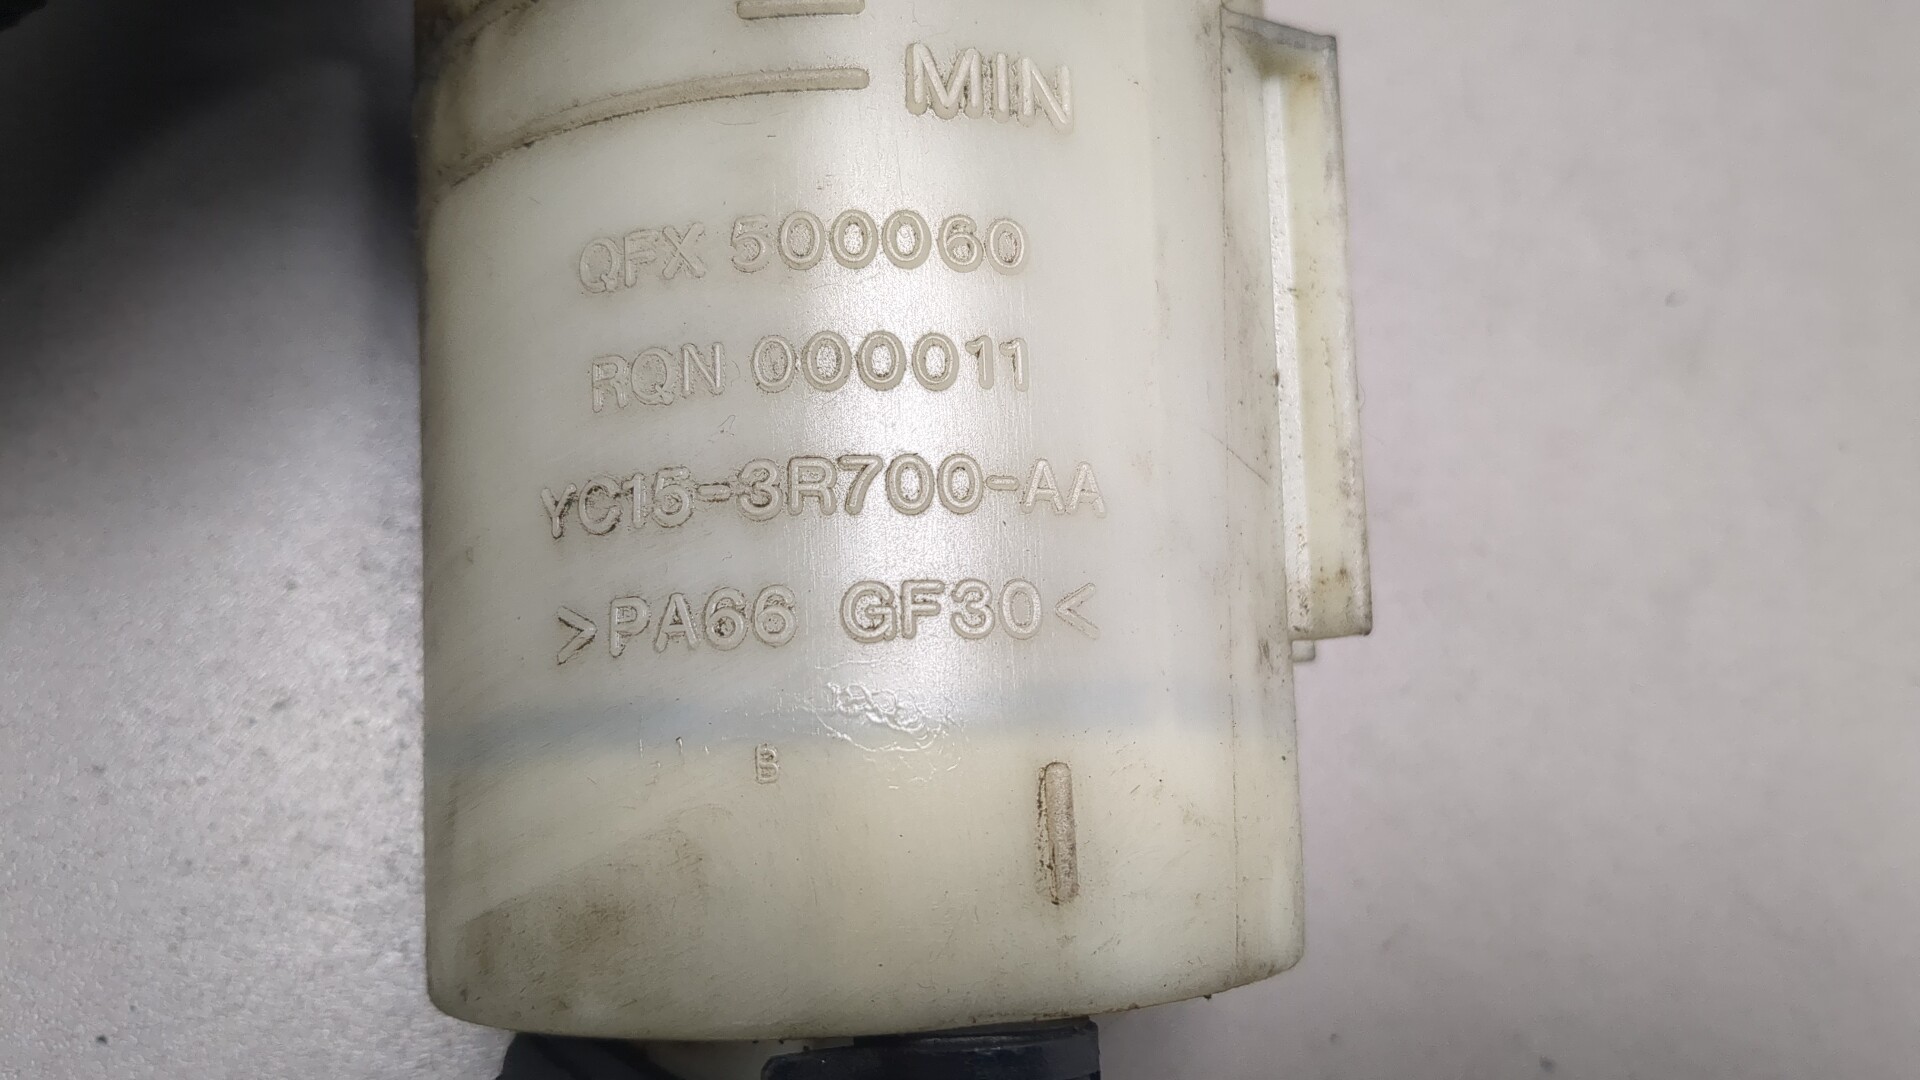 MIN
QFX 500060
RQN 000011
YC15-3R700-AA
>PA66 GF30<
B